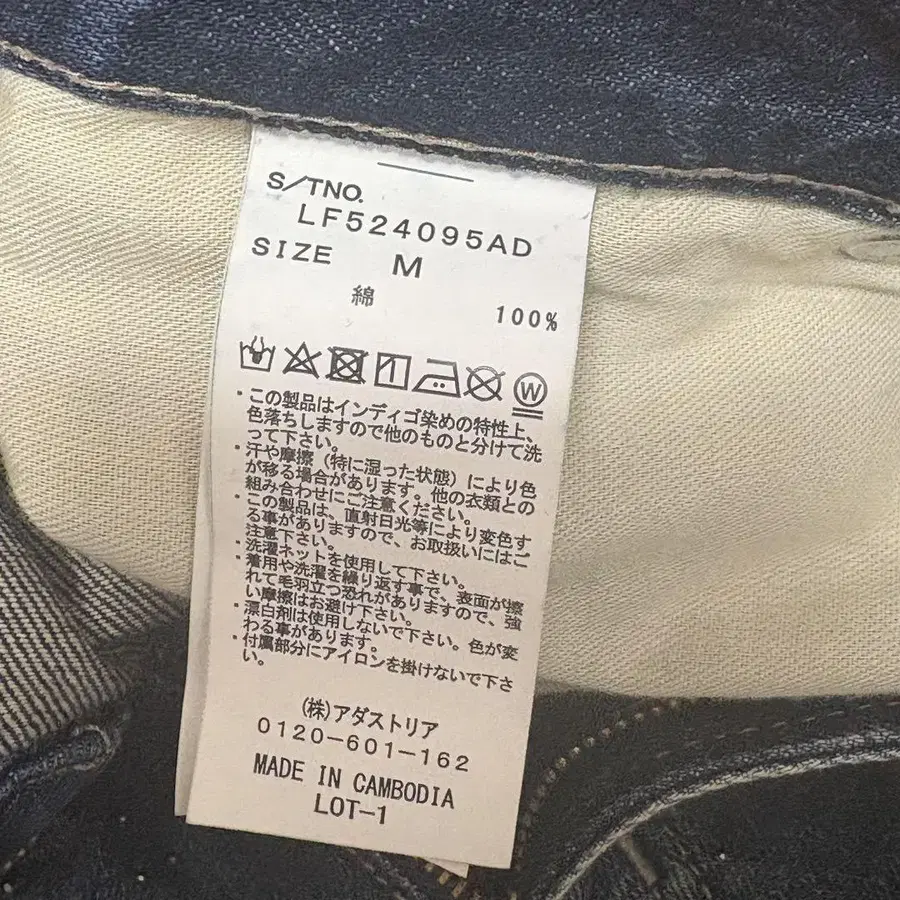 S/TNO.
LF524095AD
SIZE M
綿
100%
W
・この製品はインディゴ染めの特性上、
色落ちしますので他のものと分けて洗
って下さい。
・汗や摩擦（特に湿った状態）により色
が移る場合があります。他の衣類との
組み合わせにご注意ください。
・この製品は、直射日光等により変色す
る事がありますので、お取扱いにはご
注意下さい。
・洗濯ネットを使用して下さい。
・着用や洗濯を繰り返す事で、表面が擦
れて毛羽立つ恐れがありますので、強
い摩擦はお避け下さい。
・漂白剤は使用しないで下さい。色が変
わる事があります。
・付属部分にアイロンを掛けないで下さ
い。
(株)アダストリア
0120-601-162
MADE IN CAMBODIA
LOT-1